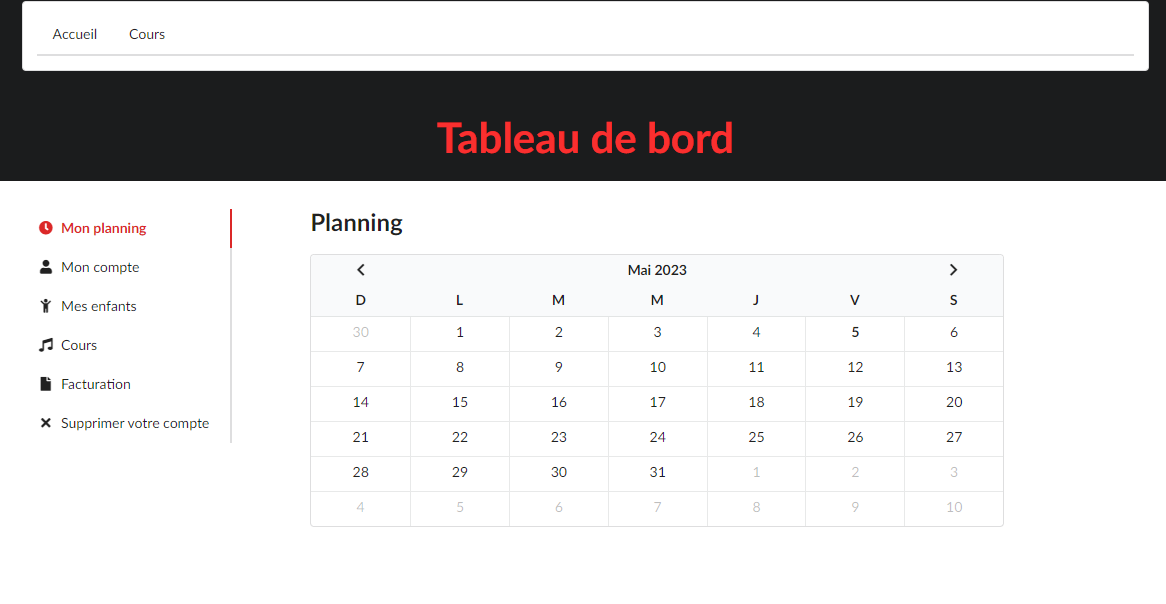 Accueil Cours
Tableau de bord
Mon planning
Mon compte
Mes enfants
Cours
Facturation
Supprimer votre compte
Planning
Mai 2023
D L M M J V S
30 1 2 3 4 5 6
7 8 9 10 11 12 13
14 15 16 17 18 19 20
21 22 23 24 25 26 27
28 29 30 31 1 2 3
4 5 6 7 8 9 10